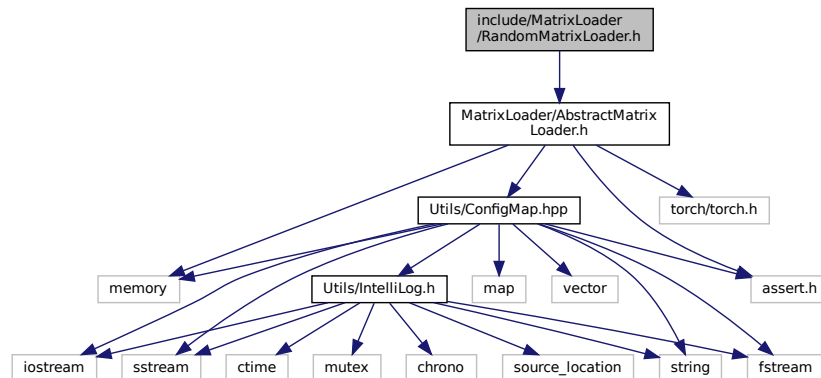 include/MatrixLoader
/RandomMatrixLoader.h
MatrixLoader/AbstractMatrix
Loader.h
Utils/ConfigMap.hpp
torch/torch.h
memory
Utils/IntelliLog.h
map
vector
assert.h
iostream
sstream
ctime
mutex
chrono
source_location
string
fstream